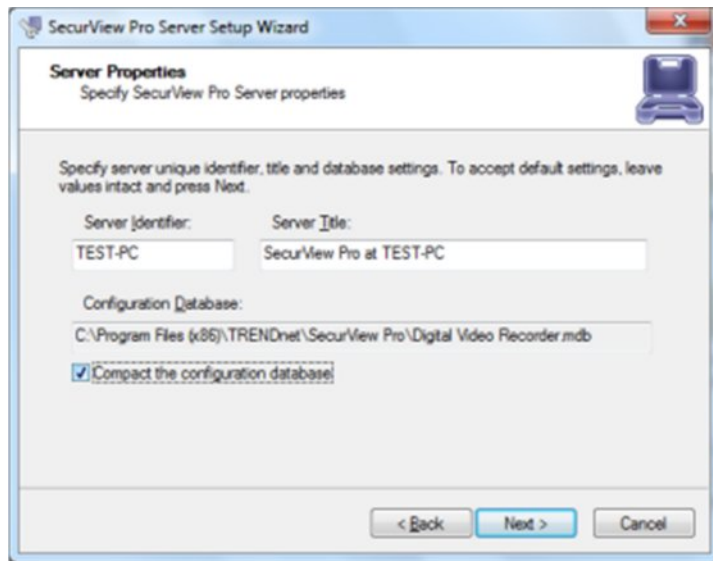 SecurView Pro Server Setup Wizard
Server Properties
Specify SecurView Pro Server properties
Specify server unique identifier, title and database settings. To accept default settings, leave
values intact and press Next.
Server Identifier: Server Title:
TEST-PC SecurView Pro at TEST-PC
Configuration Database:
C:\Program Files (x86)\TRENDnet\SecurView Pro\Digital Video Recorder.mdb
Compact the configuration database
< Back Next > Cancel